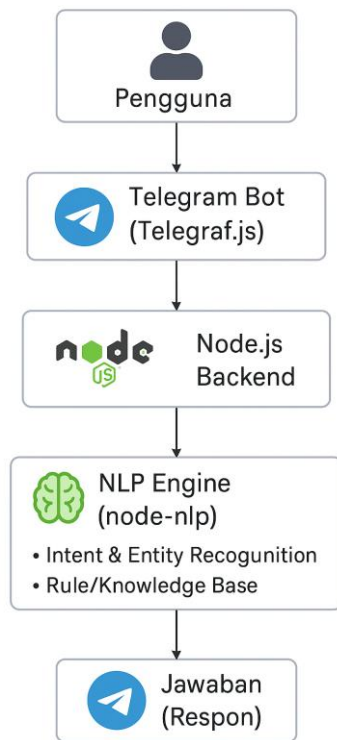 Pengguna
Telegram Bot
(Telegraf.js)
node
JS
Node.js
Backend
NLP Engine
(node-nlp)
• Intent & Entity Recogunition
• Rule/Knowledge Base
Jawaban
(Respon)